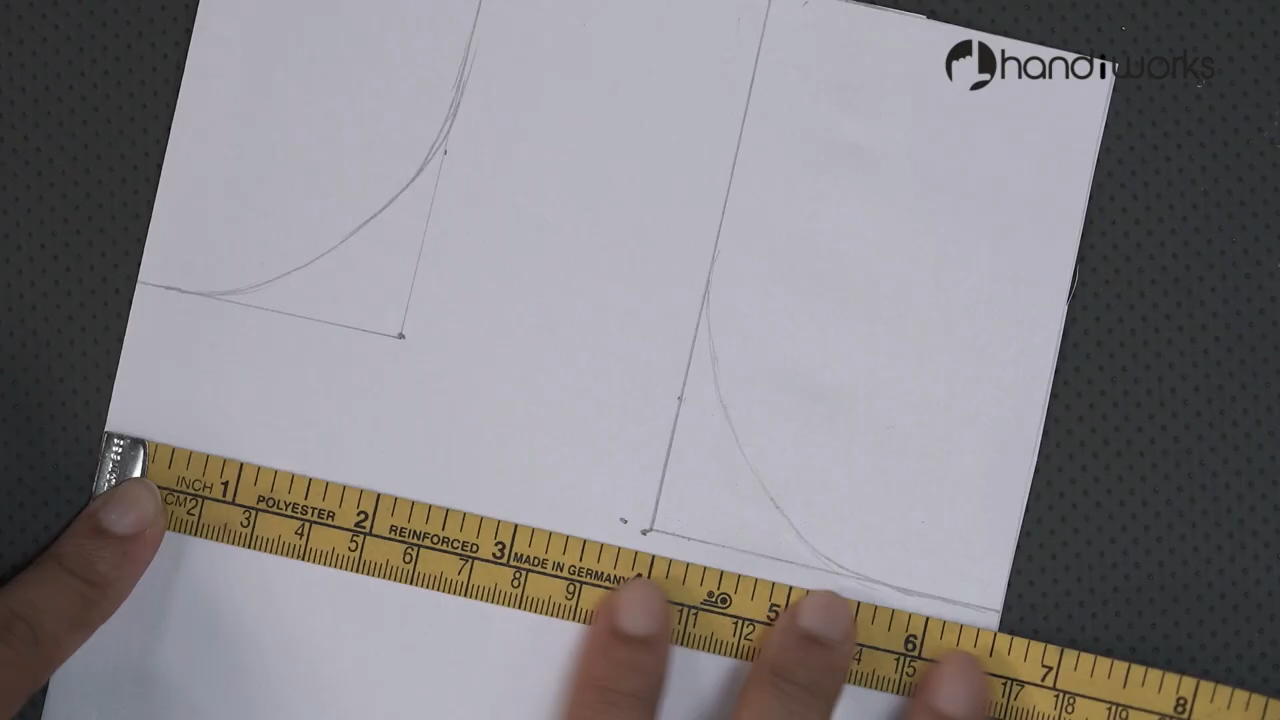 handiworks
INCH 1 POLYESTER 2 REINFORCED 3 MADE IN GERMANY 5 6 7 8
CM 2 3 4 5 6 7 8 9 11 12 15 17 18 19